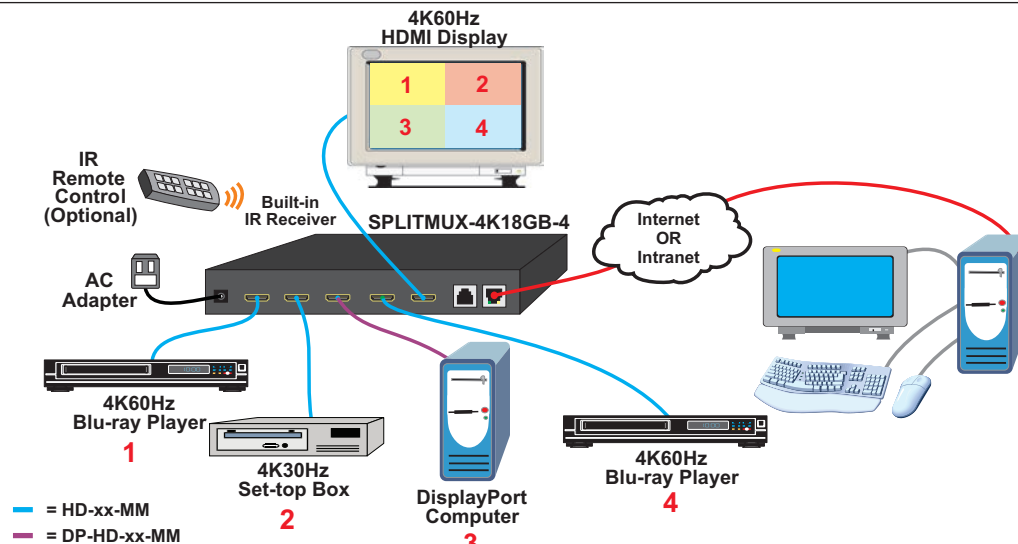 4K60Hz
HDMI Display
1
2
3
4
IR
Remote
Control
(Optional)
Built-in
IR Receiver
SPLITMUX-4K18GB-4
Internet
OR
Intranet
AC
Adapter
4K60Hz
Blu-ray Player
1
4K30Hz
Set-top Box
2
DisplayPort
Computer
3
4K60Hz
Blu-ray Player
4
= HD-xx-MM
= DP-HD-xx-MM